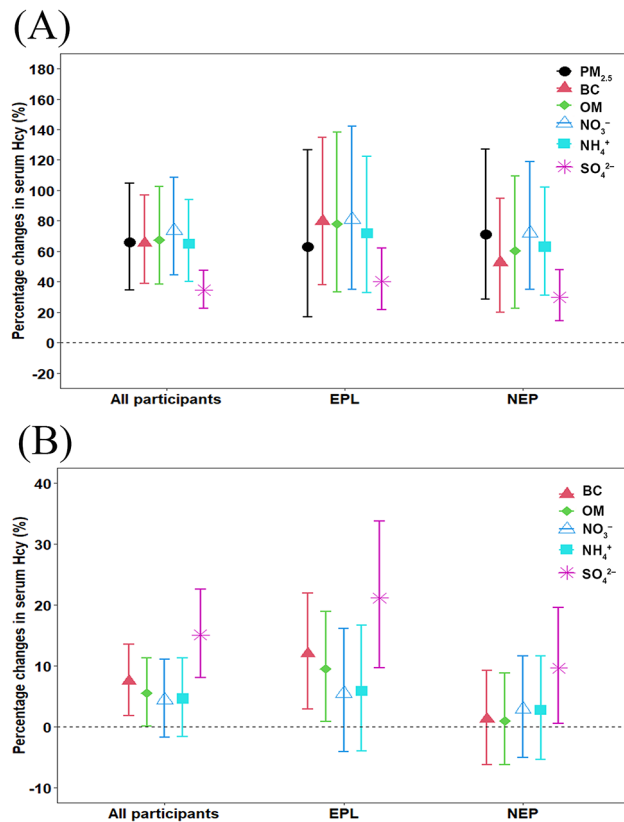 (A)
Percentage changes in serum Hcy (%)
180
160
140
120
100
80
60
40
20
0
-20
PM2.5
BC
OM
NO3−
NH4+
SO42−
All participants
EPL
NEP
(B)
Percentage changes in serum Hcy (%)
40
30
20
10
0
-10
BC
OM
NO3−
NH4+
SO42−
All participants
EPL
NEP